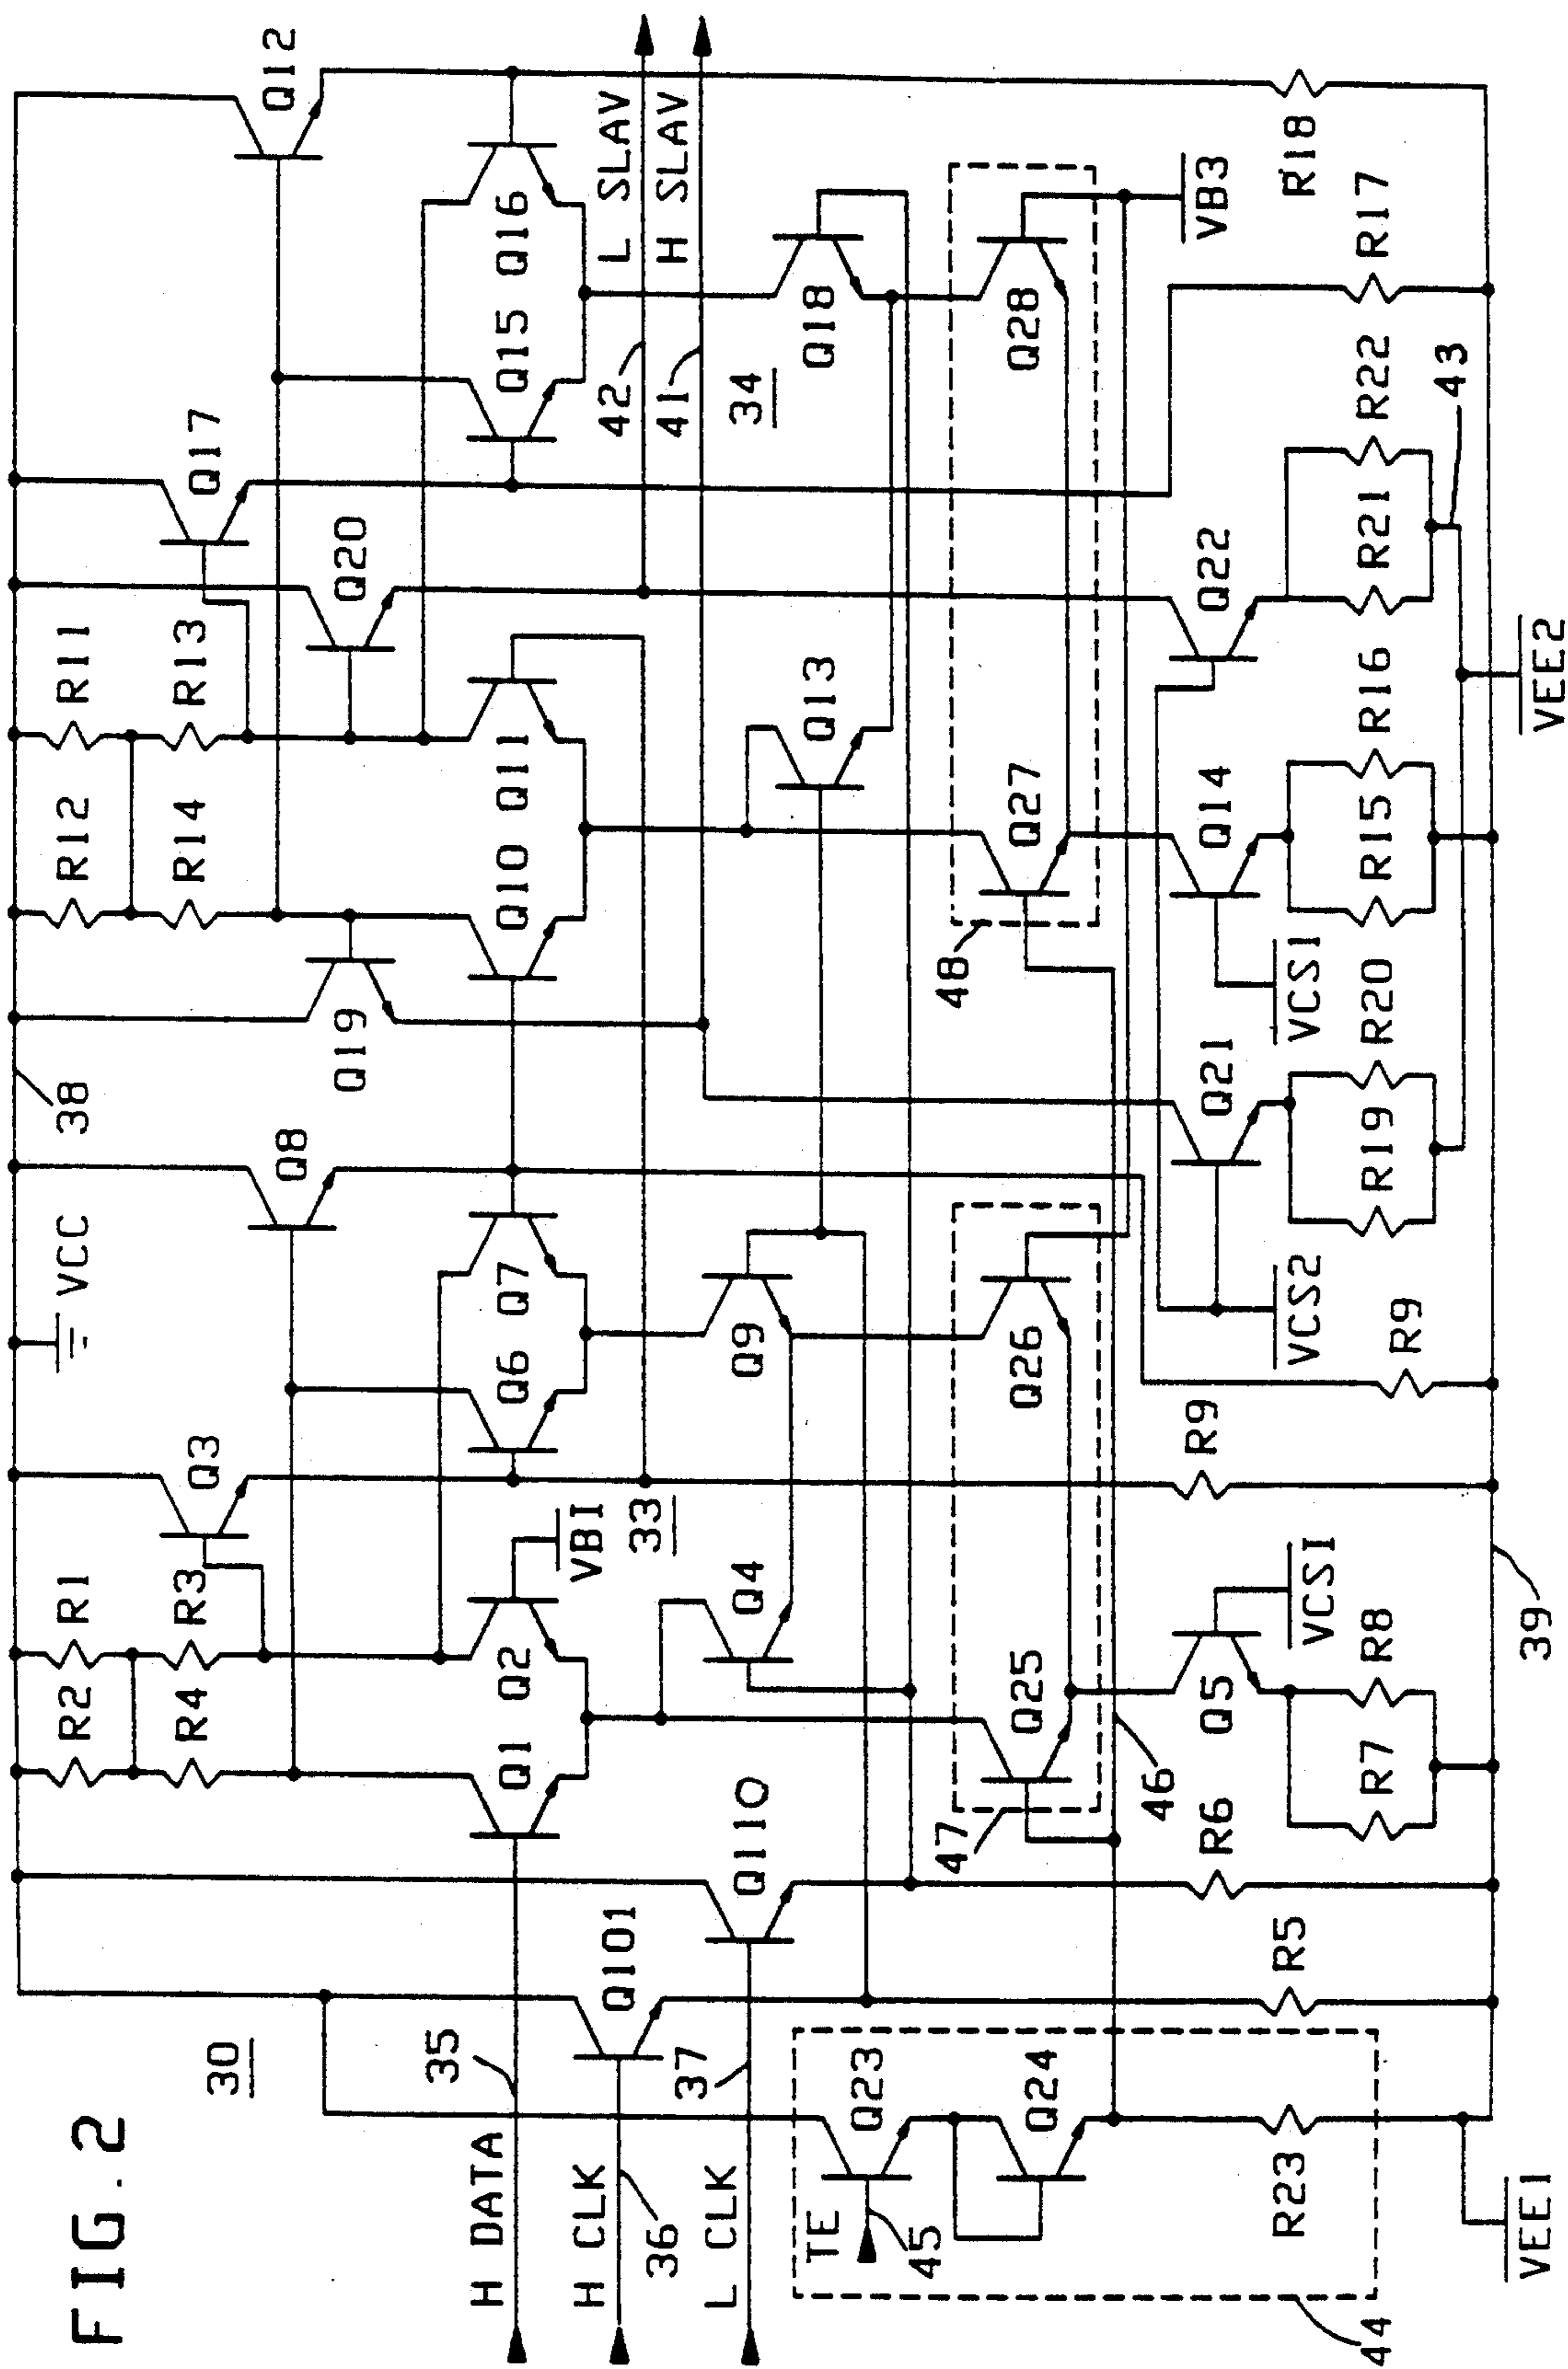 FIG. 2
30
38
VCC
R2
R1
R4
R3
Q3
Q8
Q19
R12
R11
R14
R13
Q20
Q17
Q12
H DATA
35
Q1
Q2
VB1
Q6
Q7
Q10
Q11
Q15
Q16
H CLK
36
Q101
33
42
L SLAV
41
H SLAV
L CLK
37
Q110
Q4
Q9
Q13
34
Q18
TE
45
Q23
Q24
47
Q25
Q26
48
Q27
Q28
46
R9
Q5
VCS1
Q21
Q14
Q22
VB3
R23
R5
R6
VCS2
VCS1
R18
R7
R8
R9
R19
R20
R15
R16
R21
R22
R17
43
44
VEE1
39
VEE2